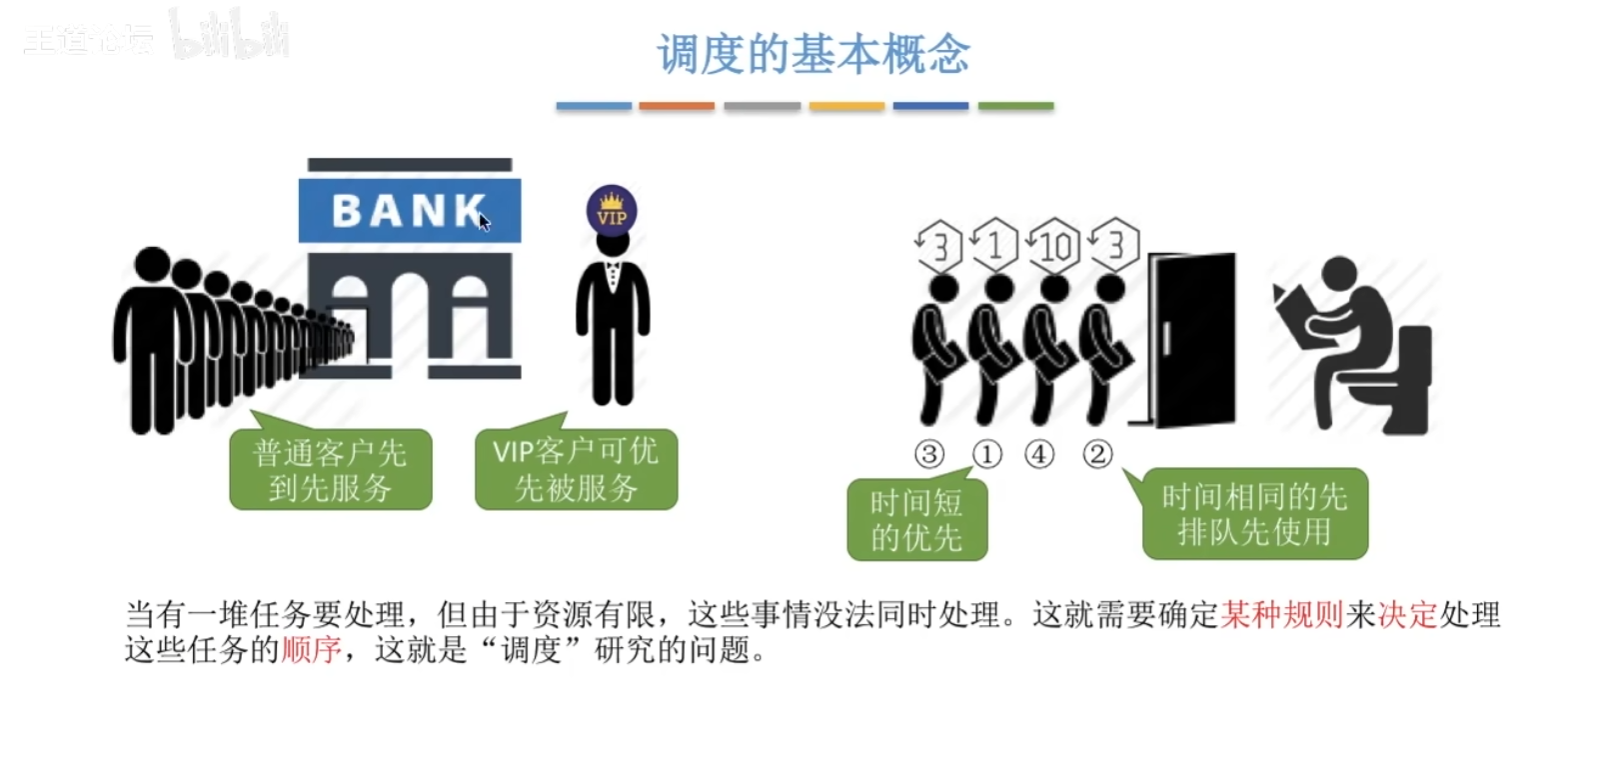 王道论坛 bilibili
调度的基本概念
BANK
VIP
3 1 10 3
普通客户先
到先服务
VIP客户可优
先被服务
③ ① ④ ②
时间短
的优先
时间相同的先
排队先使用
当有一堆任务要处理，但由于资源有限，这些事情没法同时处理。这就需要确定某种规则来决定处理
这些任务的顺序，这就是“调度”研究的问题。